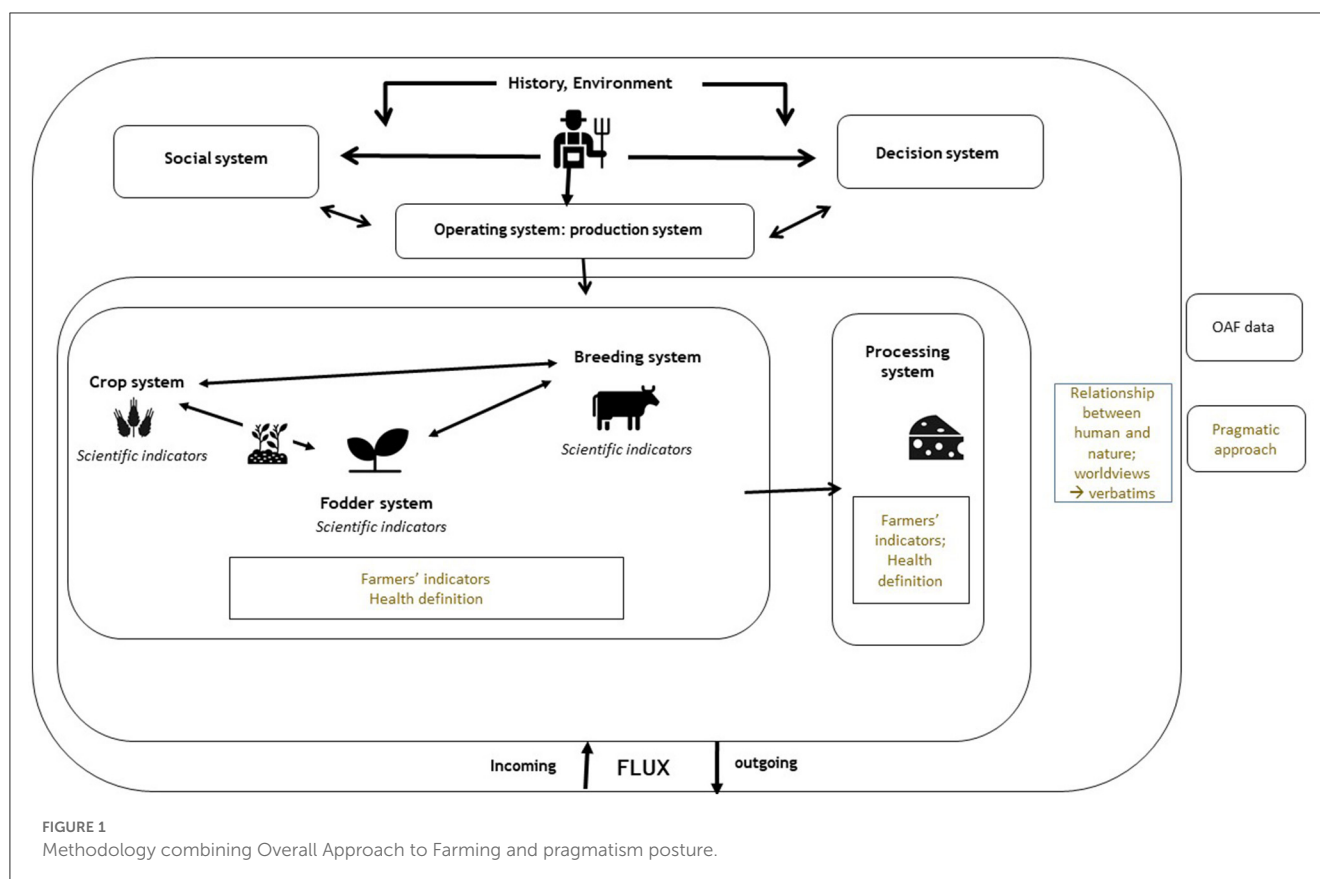 History, Environment
Social system
Decision system
Operating system: production system
Breeding system
Crop system
Scientific indicators
Scientific indicators
Fodder system
Scientific indicators
Farmers' indicators
Health definition
Processing
system
Farmers'
indicators;
Health
definition
Relationship
between
human and
nature;
worldviews
→ verbatims
OAF data
Pragmatic
approach
Incoming
FLUX
outgoing
FIGURE 1
Methodology combining Overall Approach to Farming and pragmatism posture.